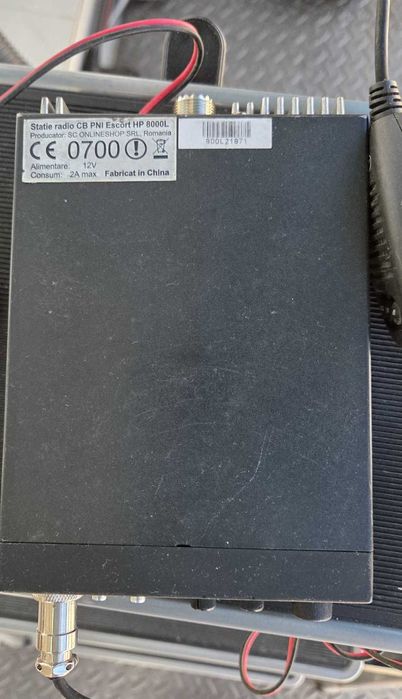 Statie radio CB PNI Escort HP 8000L
Producator: SC ONLINESHOP SRL, Romania
CE 0700
Alimentare: 12V
Consum: 2A max. Fabricat in China
800L21871